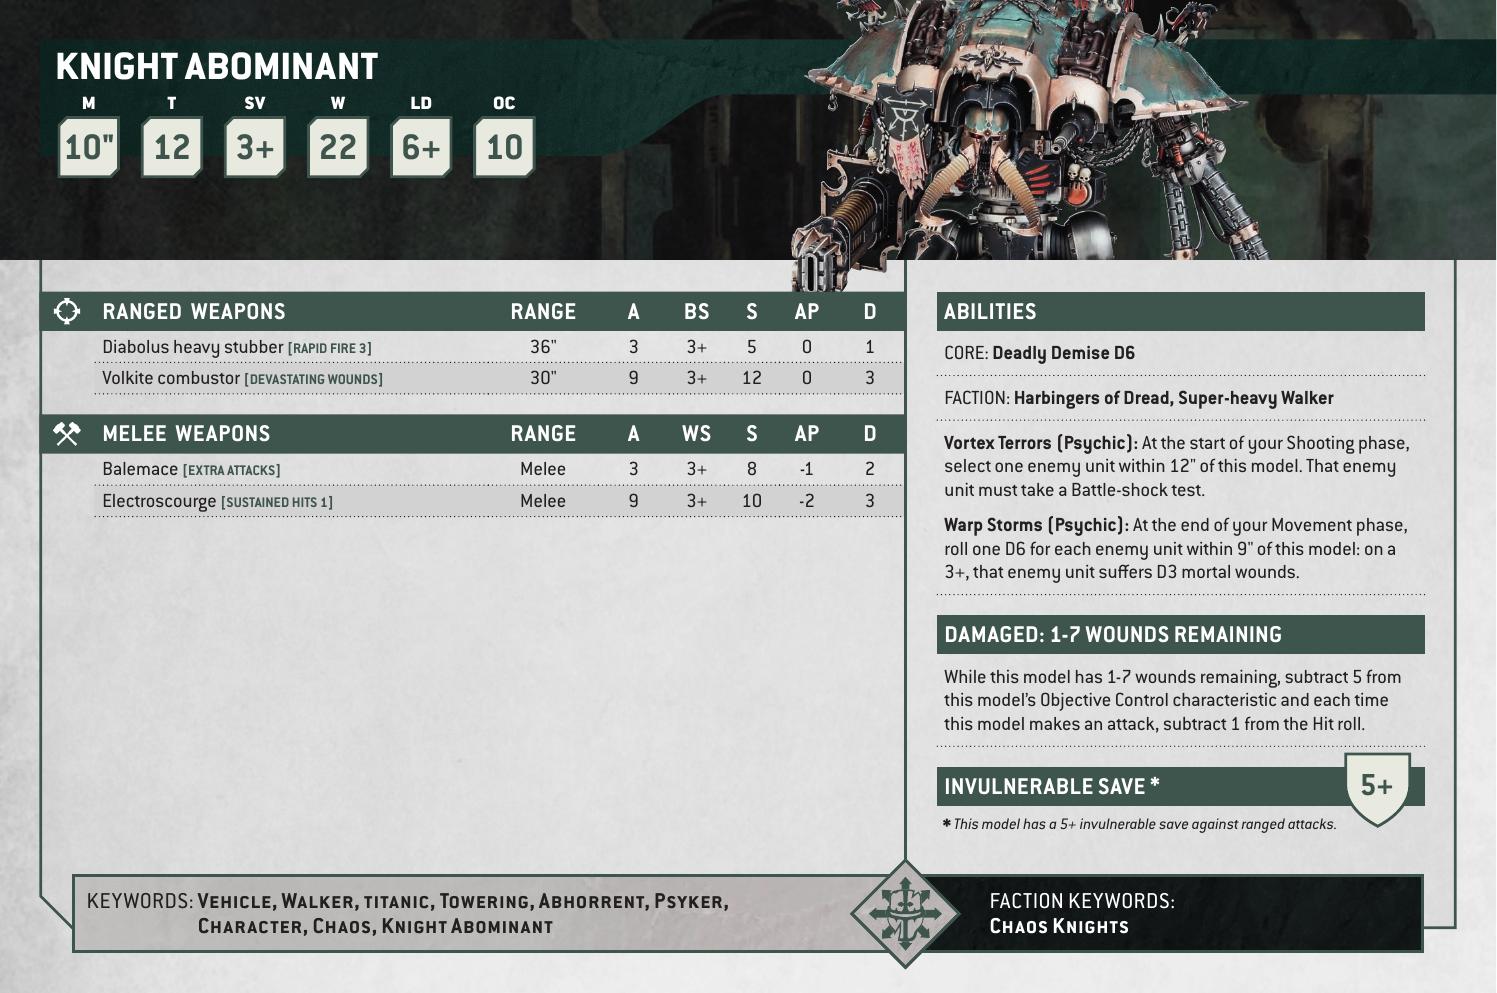 KNIGHT ABOMINANT
M T SV W LD OC
10" 12 3+ 22 6+ 10
RANGED WEAPONS RANGE A BS S AP D
Diabolus heavy stubber [RAPID FIRE 3] 36" 3 3+ 5 0 1
Volkite combustor [DEVASTATING WOUNDS] 30" 9 3+ 12 0 3
MELEE WEAPONS RANGE A WS S AP D
Balemace [EXTRA ATTACKS] Melee 3 3+ 8 -1 2
Electroscourge [SUSTAINED HITS 1] Melee 9 3+ 10 -2 3
ABILITIES
CORE: Deadly Demise D6
FACTION: Harbingers of Dread, Super-heavy Walker
Vortex Terrors (Psychic): At the start of your Shooting phase,
select one enemy unit within 12" of this model. That enemy
unit must take a Battle-shock test.
Warp Storms (Psychic): At the end of your Movement phase,
roll one D6 for each enemy unit within 9" of this model: on a
3+, that enemy unit suffers D3 mortal wounds.
DAMAGED: 1-7 WOUNDS REMAINING
While this model has 1-7 wounds remaining, subtract 5 from
this model’s Objective Control characteristic and each time
this model makes an attack, subtract 1 from the Hit roll.
INVULNERABLE SAVE * 5+
* This model has a 5+ invulnerable save against ranged attacks.
KEYWORDS: VEHICLE, WALKER, TITANIC, TOWERING, ABHORRENT, PSYKER,
CHARACTER, CHAOS, KNIGHT ABOMINANT
FACTION KEYWORDS:
CHAOS KNIGHTS